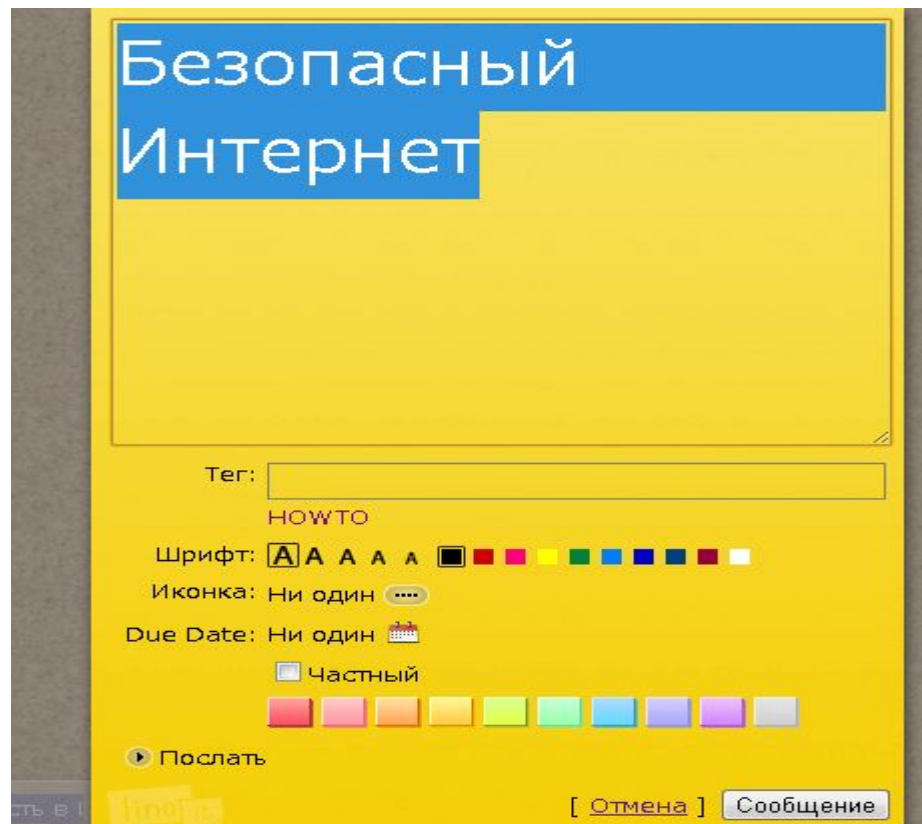 Безопасный
Интернет
Тег:
HOWTO
Шрифт: A A A A A
Иконка: Ни один
Due Date: Ни один
Частный
Послать
[ Отмена ] Сообщение